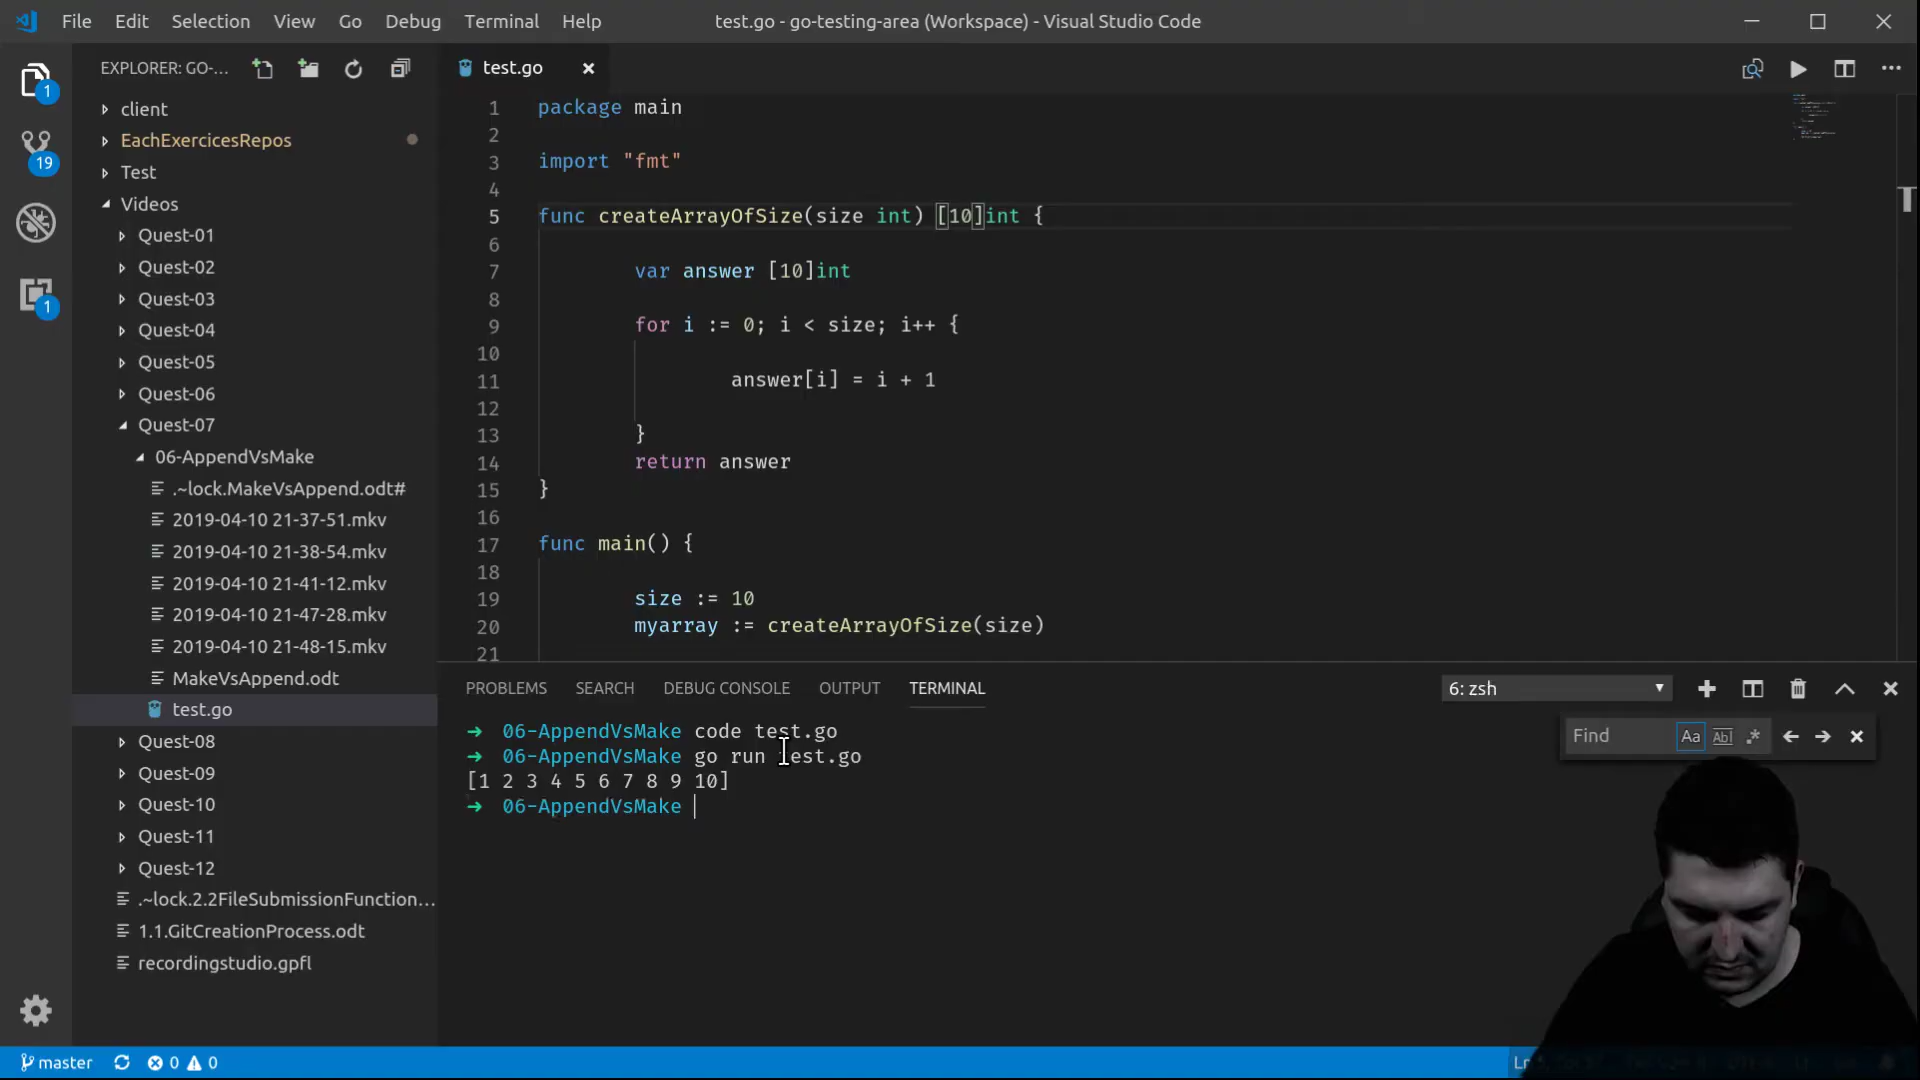 File Edit Selection View Go Debug Terminal Help test.go - go-testing-area (Workspace) - Visual Studio Code
EXPLORER: GO-...
test.go
1
19
1
client
EachExercicesRepos
Test
Videos
Quest-01
Quest-02
Quest-03
Quest-04
Quest-05
Quest-06
Quest-07
06-AppendVsMake
.~lock.MakeVsAppend.odt#
2019-04-10 21-37-51.mkv
2019-04-10 21-38-54.mkv
2019-04-10 21-41-12.mkv
2019-04-10 21-47-28.mkv
2019-04-10 21-48-15.mkv
MakeVsAppend.odt
test.go
Quest-08
Quest-09
Quest-10
Quest-11
Quest-12
.~lock.2.2FileSubmissionFunction...
1.1.GitCreationProcess.odt
recordingstudio.gpfl
1 package main
2
3 import "fmt"
4
5 func createArrayOfSize(size int) [10]int {
6
7 var answer [10]int
8
9 for i := 0; i < size; i++ {
10
11 answer[i] = i + 1
12
13 }
14 return answer
15 }
16
17 func main() {
18
19 size := 10
20 myarray := createArrayOfSize(size)
21
PROBLEMS SEARCH DEBUG CONSOLE OUTPUT TERMINAL 6: zsh
Find Aa Abl .*
➜ 06-AppendVsMake code test.go
➜ 06-AppendVsMake go run test.go
[1 2 3 4 5 6 7 8 9 10]
➜ 06-AppendVsMake
master 0 0